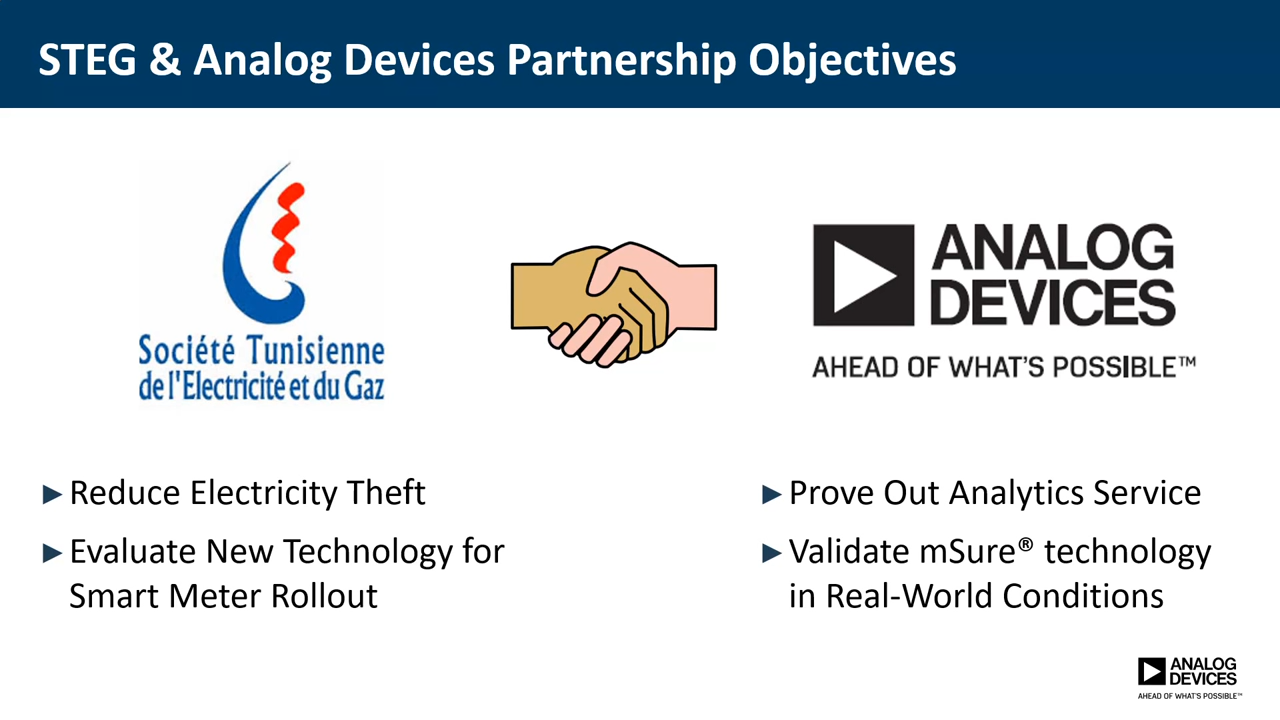 STEG & Analog Devices Partnership Objectives
Société Tunisienne
de l'Electricité et du Gaz
ANALOG
DEVICES
AHEAD OF WHAT'S POSSIBLE™
►Reduce Electricity Theft
►Evaluate New Technology for
Smart Meter Rollout
►Prove Out Analytics Service
►Validate mSure® technology
in Real-World Conditions
ANALOG
DEVICES
AHEAD OF WHAT'S POSSIBLE™